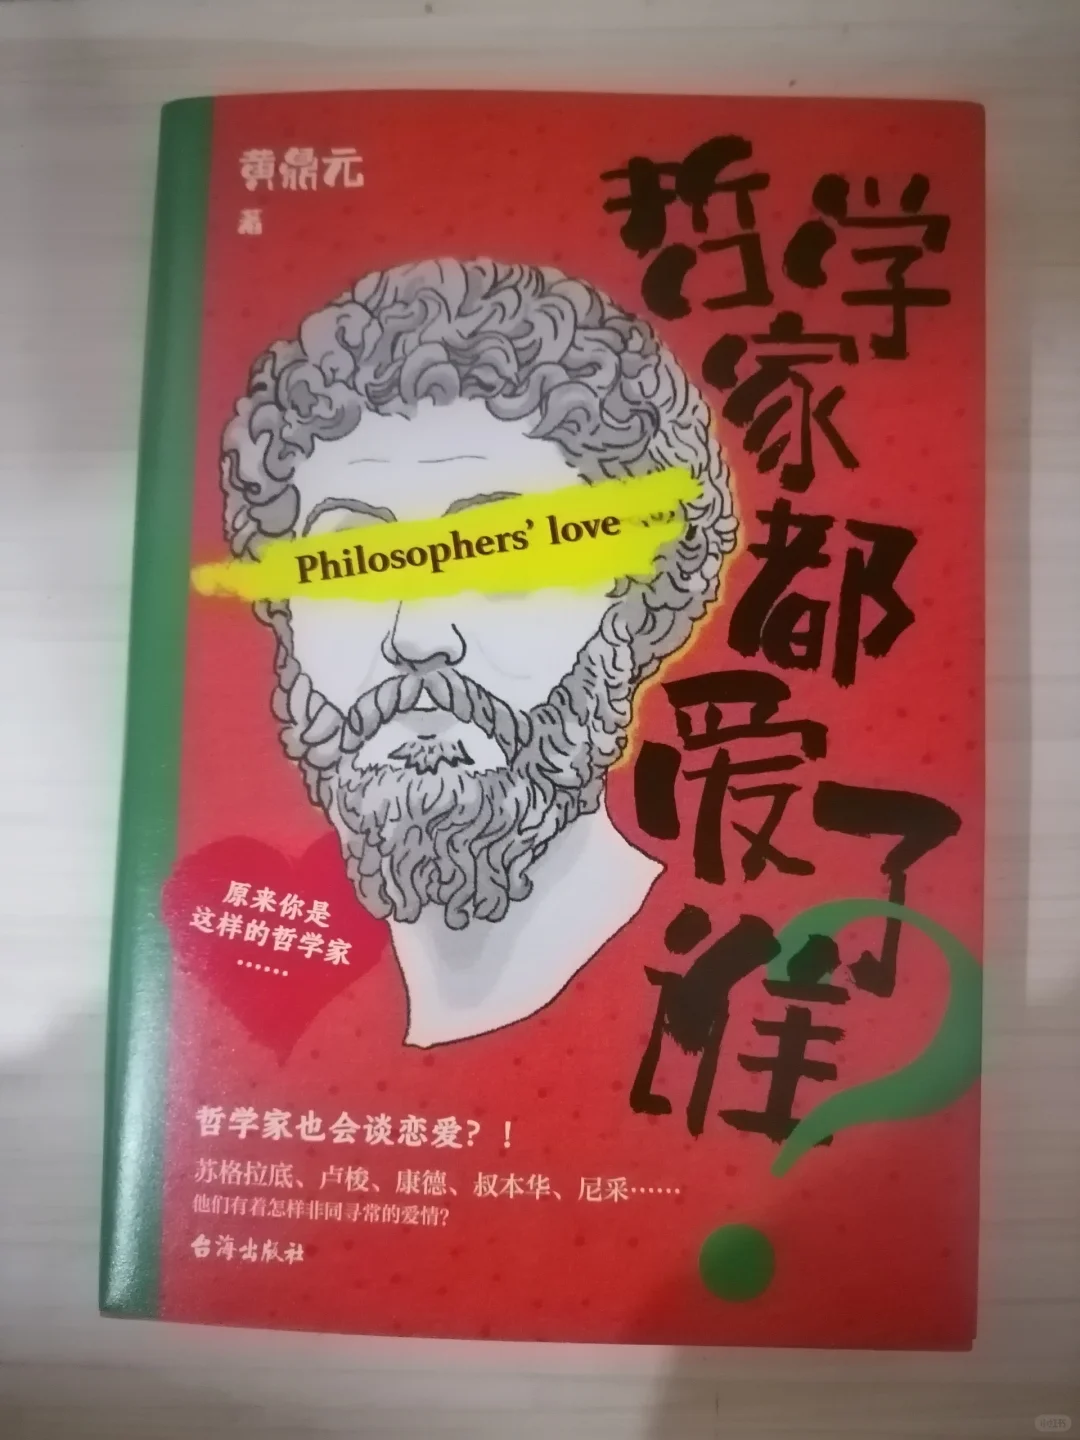 黄鼎元
著
哲学
家
都
爱了
谁?
Philosophers' love
原来你是
这样的哲学家
……
哲学家也会谈恋爱?!
苏格拉底、卢梭、康德、叔本华、尼采……
他们有着怎样非同寻常的爱情?
台海出版社
小红书